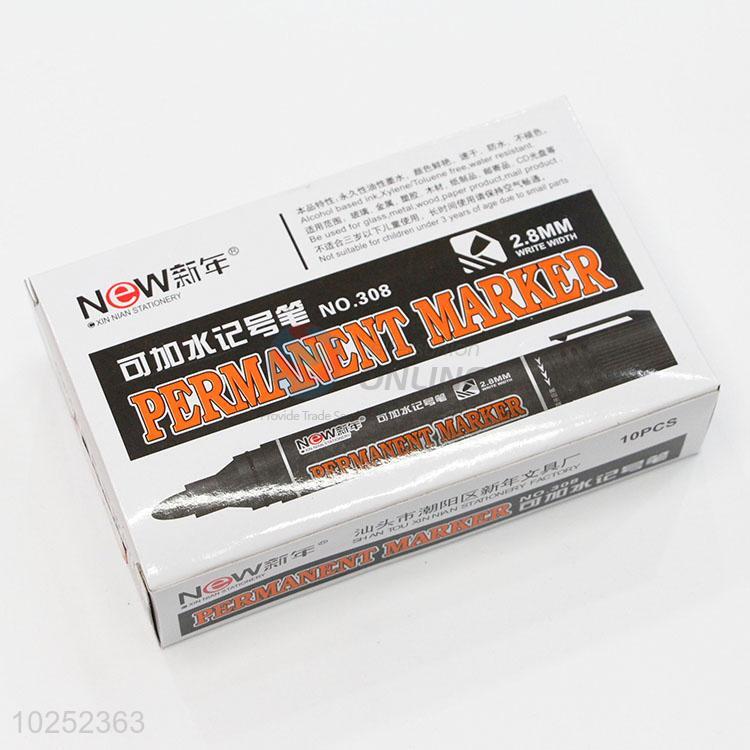 本品特性:永久性油性墨水,颜色鲜艳、速干、防水、不褪色。
Alcohol based ink,Xylene/Toluene free,water resistant.
适用范围:玻璃、金属、塑胶、木材、纸制品、邮寄品、CD光盘等
Be used for glass,metal,wood,paper product,mail product.
不适合三岁以下儿童使用,长时间使用请保持空气畅通。
Not suitable for children under 3 years of age due to small parts
NeW新年®
XIN NIAN STATIONERY
2.8MM
WRITE WIDTH
可加水记号笔 NO.308
PERMANENT MARKER
ONLINE
Provide Trade
NeW新年
可加水记号笔
2.8MM
WRITE WIDTH
PERMANENT MARKER
10PCS
汕头市潮阳区新年文具厂
SHAN TOU XIN NIAN STATIONERY FACTORY
NeW新年®
XIN NIAN STATIONERY
NO.308
可加水记号笔
PERMANENT MARKER
10252363